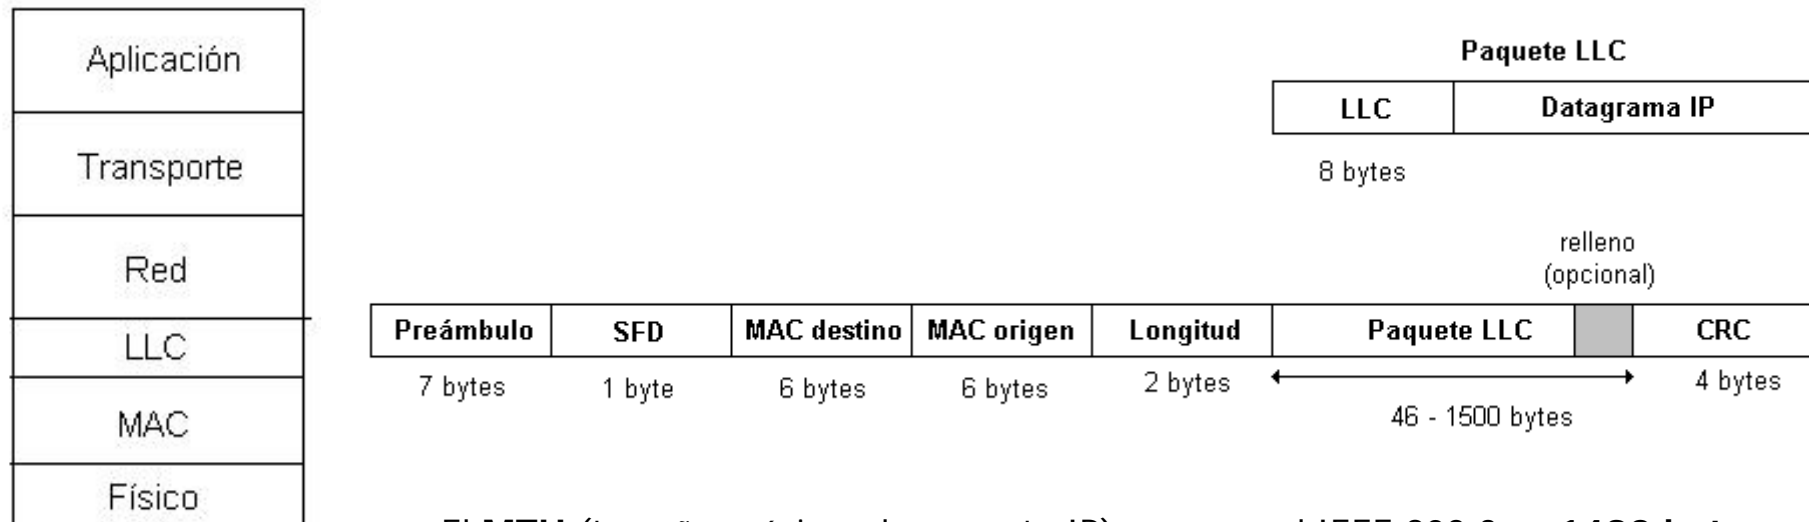 Aplicación
Transporte
Red
LLC
MAC
Físico
Paquete LLC
LLC Datagrama IP
8 bytes
relleno
(opcional)
Preámbulo SFD MAC destino MAC origen Longitud Paquete LLC CRC
7 bytes 1 byte 6 bytes 6 bytes 2 bytes 4 bytes
46 - 1500 bytes